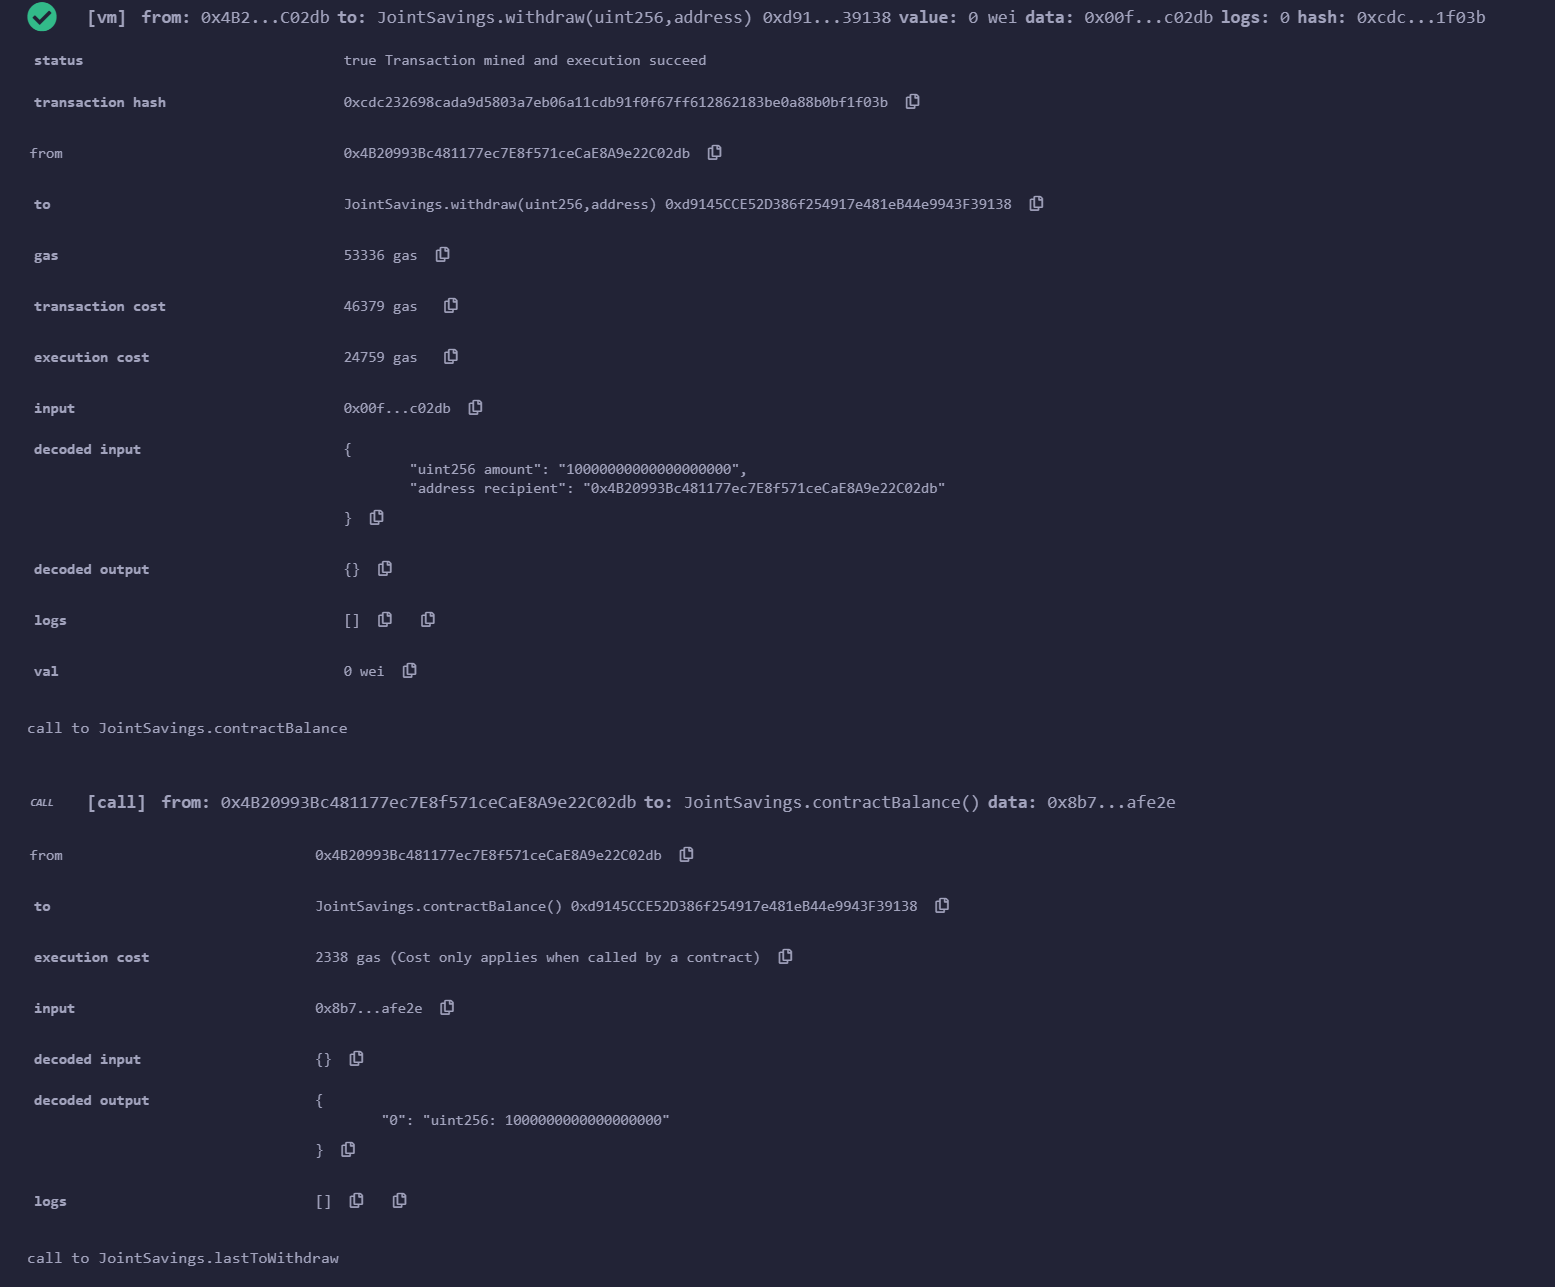 [vm] from: 0x4B2...C02db to: JointSavings.withdraw(uint256,address) 0xd91...39138 value: 0 wei data: 0x00f...c02db logs: 0 hash: 0xcdc...1f03b
status true Transaction mined and execution succeed
transaction hash 0xcdc232698cada9d5803a7eb06a11cdb91f0f67ff612862183be0a88b0bf1f03b
from 0x4B20993Bc481177ec7E8f571ceCaE8A9e22C02db
to JointSavings.withdraw(uint256,address) 0xd9145CCE52D386f254917e481eB44e9943F39138
gas 53336 gas
transaction cost 46379 gas
execution cost 24759 gas
input 0x00f...c02db
decoded input {
"uint256 amount": "10000000000000000000",
"address recipient": "0x4B20993Bc481177ec7E8f571ceCaE8A9e22C02db"
}
decoded output {}
logs []
val 0 wei
call to JointSavings.contractBalance
CALL [call] from: 0x4B20993Bc481177ec7E8f571ceCaE8A9e22C02db to: JointSavings.contractBalance() data: 0x8b7...afe2e
from 0x4B20993Bc481177ec7E8f571ceCaE8A9e22C02db
to JointSavings.contractBalance() 0xd9145CCE52D386f254917e481eB44e9943F39138
execution cost 2338 gas (Cost only applies when called by a contract)
input 0x8b7...afe2e
decoded input {}
decoded output {
"0": "uint256: 1000000000000000000"
}
logs []
call to JointSavings.lastToWithdraw